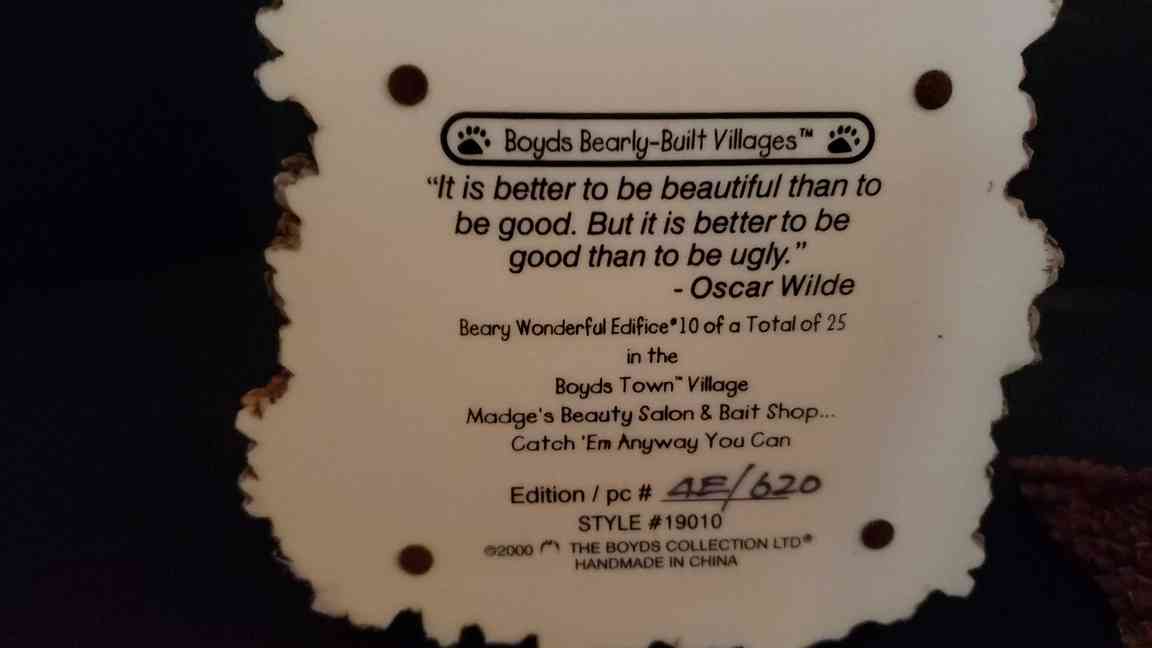 Boyds Bearly-Built Villages™
“It is better to be beautiful than to
be good. But it is better to be
good than to be ugly.”
- Oscar Wilde
Beary Wonderful Edifice#10 of a Total of 25
in the
Boyds Town™ Village
Madge's Beauty Salon & Bait Shop...
Catch 'Em Anyway You Can
Edition / pc # 4E/620
STYLE #19010
©2000 THE BOYDS COLLECTION LTD®
HANDMADE IN CHINA